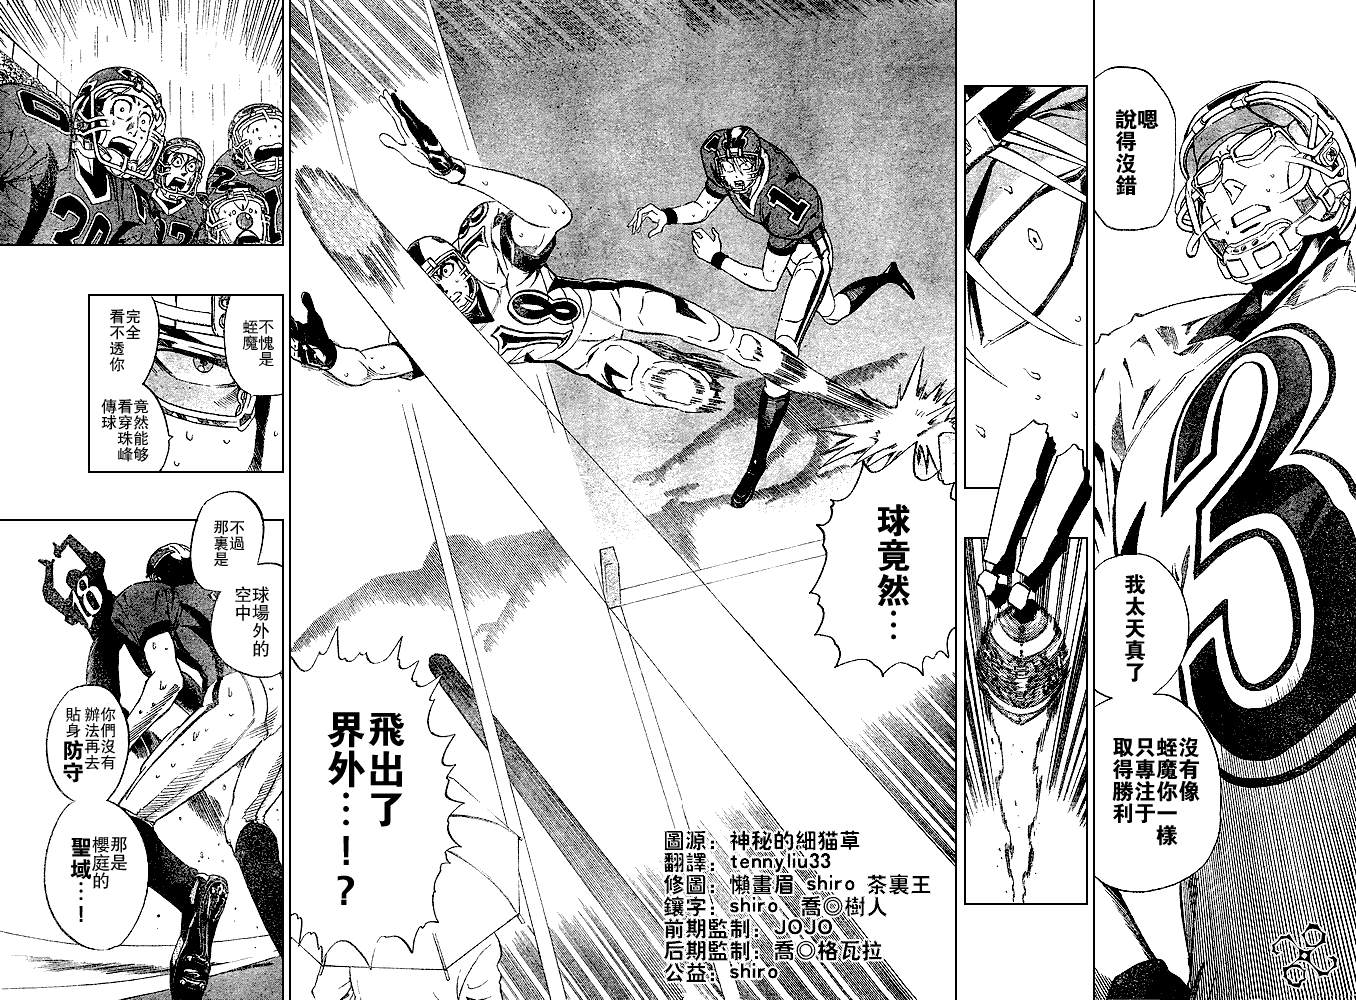 嗯
說得沒錯
我太天真了
沒有像
蛭魔你一樣
只專注于
取得勝利
球竟然…
飛出了
界外…！？
圖源：神秘的細猫草
翻譯：tennyliu33
修圖：懶畫眉 shiro 茶裏王
鑲字：shiro 喬◎樹人
前期監制：JOJO
后期監制：喬◎格瓦拉
公益：shiro
1
18
30
不愧是
蛭魔
完全
看不透你
竟然能够
看穿珠峰
傳球
不過
那裏是
球場外的
空中
你們沒有
辦法再去
貼身防守
那是
櫻庭的
聖域…！
18